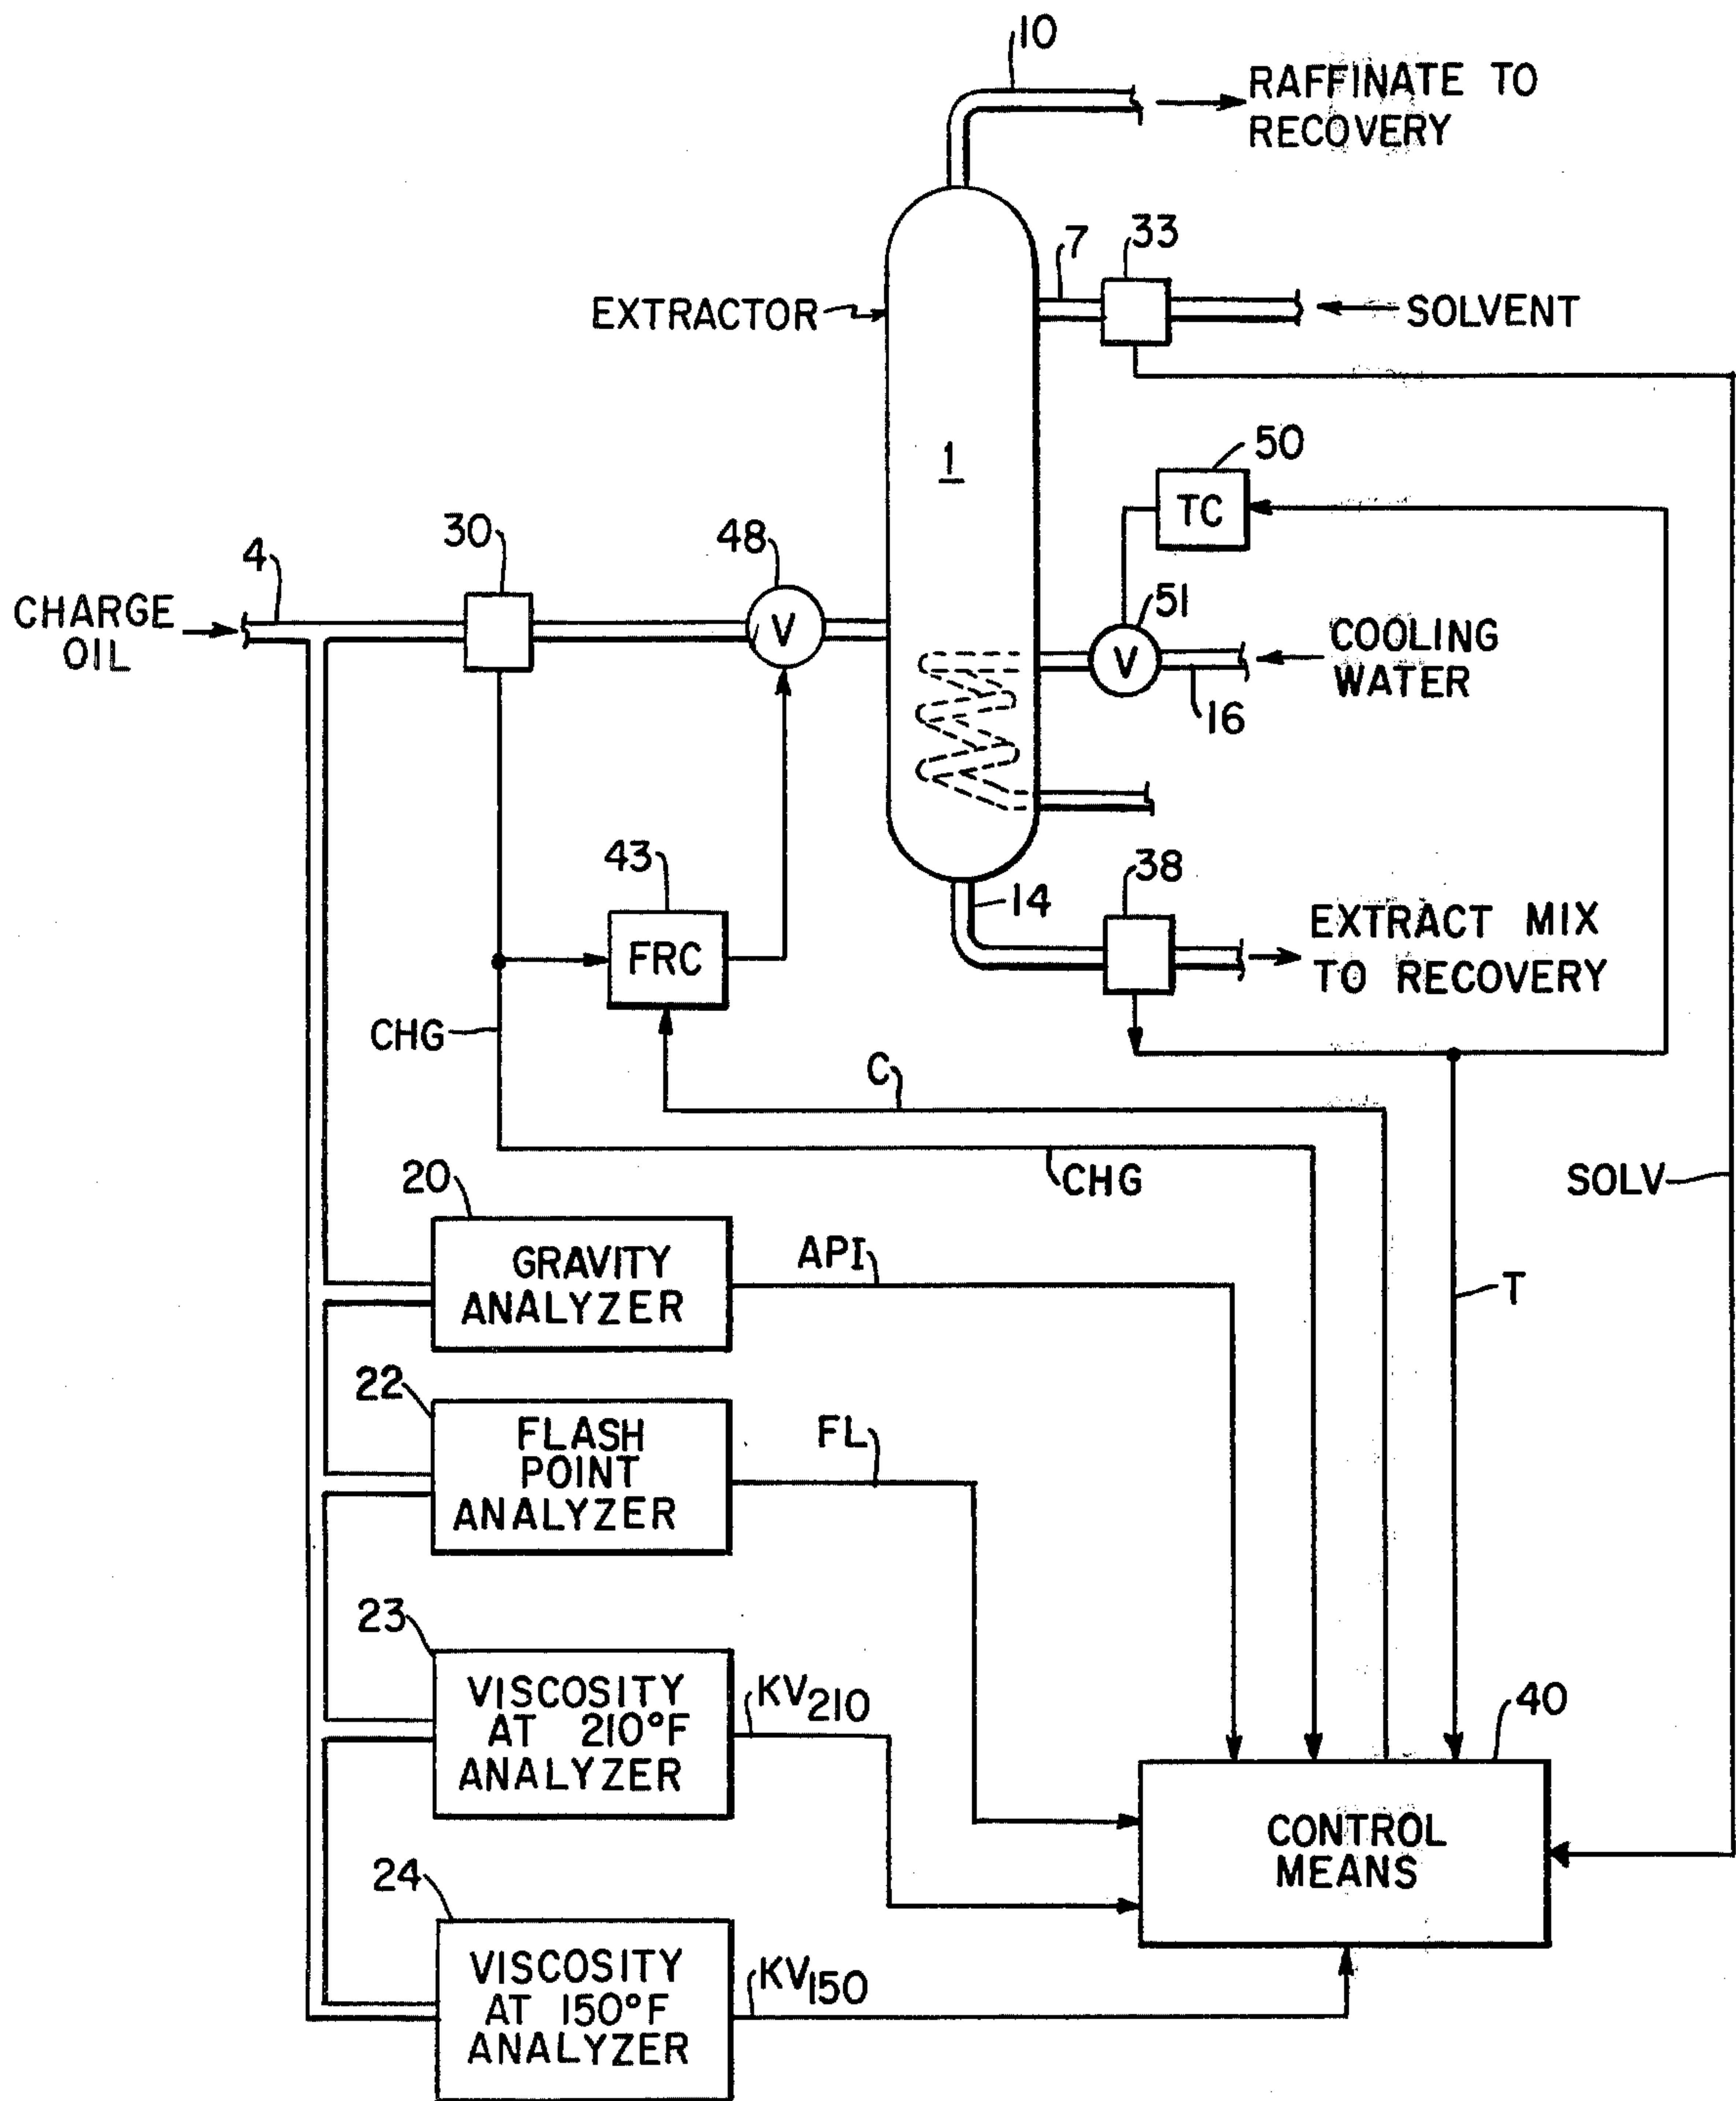 10
RAFFINATE TO
RECOVERY
7
33
EXTRACTOR
SOLVENT
1
50
TC
30
48
4
51
CHARGE
OIL
V
V
COOLING
WATER
16
43
38
14
FRC
EXTRACT MIX
TO RECOVERY
CHG
C
CHG
SOLV
20
API
GRAVITY
ANALYZER
T
22
FL
FLASH
POINT
ANALYZER
23
KV210
40
VISCOSITY
AT 210°F
ANALYZER
CONTROL
MEANS
24
KV150
VISCOSITY
AT 150°F
ANALYZER